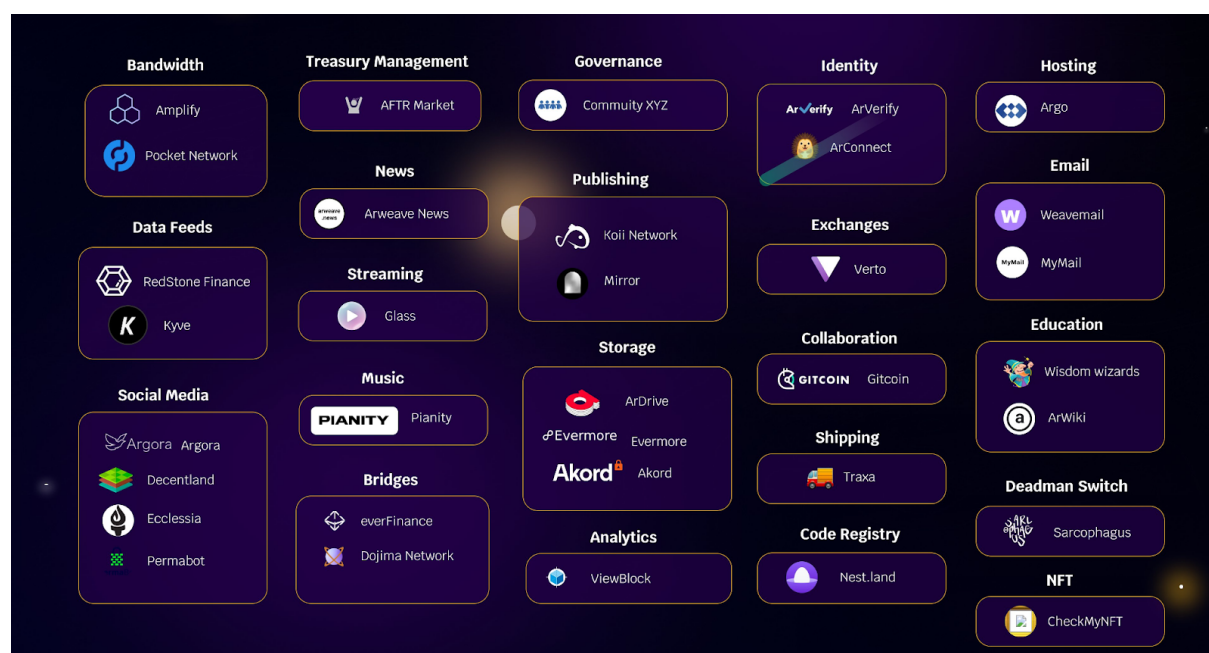 Bandwidth
Amplify
Pocket Network
Data Feeds
RedStone Finance
K Kyve
Social Media
Argora Argora
Decentland
Ecclessia
Permabot
Treasury Management
AFTR Market
News
arweave
.news
Arweave News
Streaming
Glass
Music
PIANITY Pianity
Bridges
everFinance
Dojima Network
Governance
Commuity XYZ
Publishing
Koii Network
Mirror
Storage
ArDrive
Evermore Evermore
Akord Akord
Analytics
ViewBlock
Identity
ArVerify ArVerify
ArConnect
Exchanges
Verto
Collaboration
GITCOIN Gitcoin
Shipping
Traxa
Code Registry
Nest.land
Hosting
Argo
Email
W Weavemail
MyMail MyMail
Education
Wisdom wizards
a ArWiki
Deadman Switch
SARCOPHAGUS Sarcophagus
NFT
CheckMyNFT